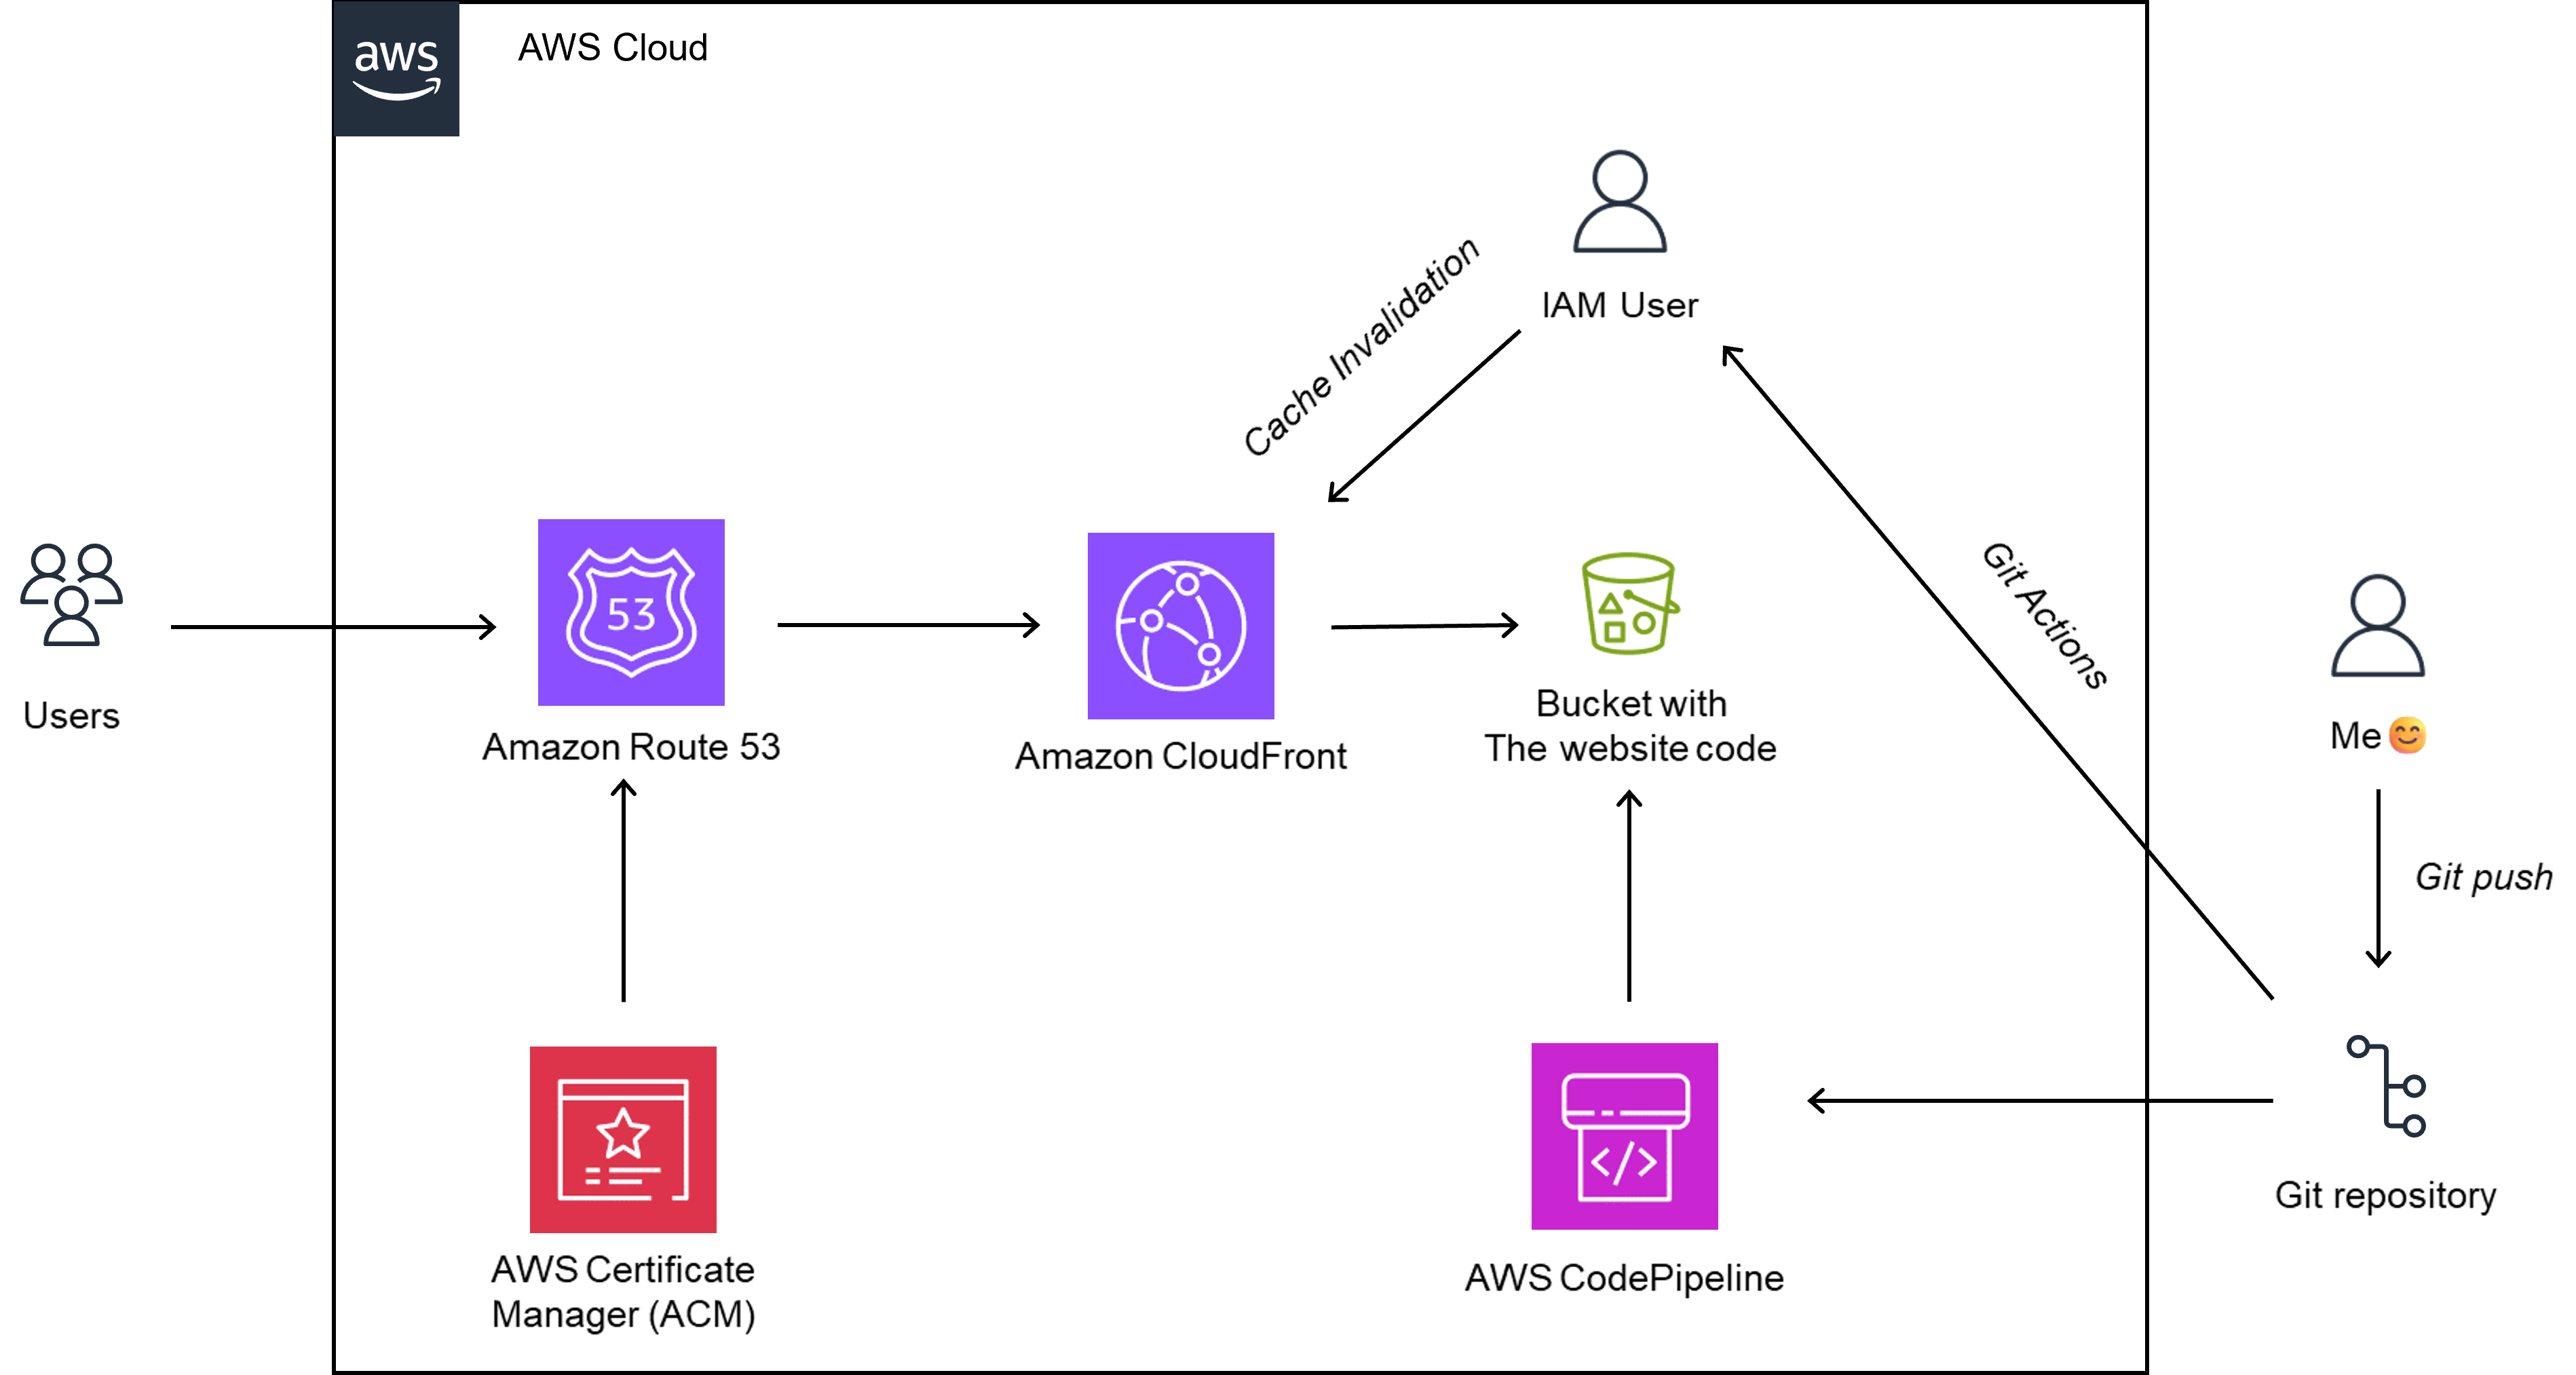 aws
AWS Cloud
IAM User
Cache Invalidation
Git Actions
53
Users
Amazon Route 53
Amazon CloudFront
Bucket with
The website code
Me 😊
Git push
</>
AWS Certificate
Manager (ACM)
AWS CodePipeline
Git repository